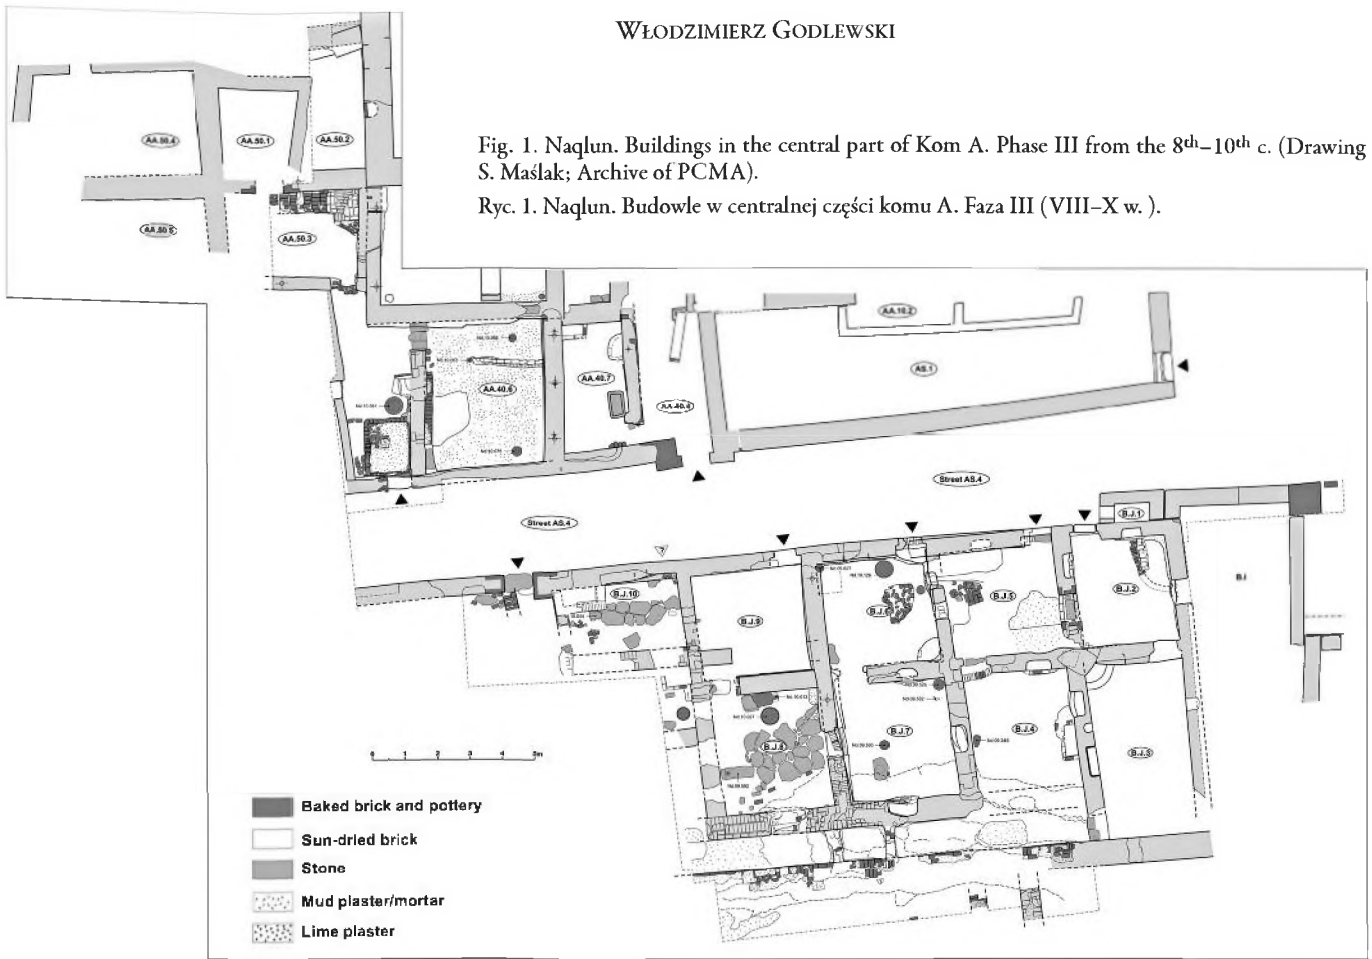 WŁODZIMIERZ GODLEWSKI
Fig. 1. Naqlun. Buildings in the central part of Kom A. Phase III from the 8th–10th c. (Drawing
S. Maślak; Archive of PCMA).
Ryc. 1. Naqlun. Budowle w centralnej części komu A. Faza III (VIII–X w. ).
AA.50.4
AA.50.1
AA.50.2
AA.50.5
AA.50.3
AA.10.2
AS.1
AA.40.6
AA.40.7
AA.40.8
Street AS.4
Street AS.4
?
B.J.1
B.J.2
B.J
B.J.10
B.J.9
B.J.6
B.J.5
B.J.8
B.J.7
B.J.4
B.J.3
0 1 2 3 4 5m
Baked brick and pottery
Sun-dried brick
Stone
Mud plaster/mortar
Lime plaster